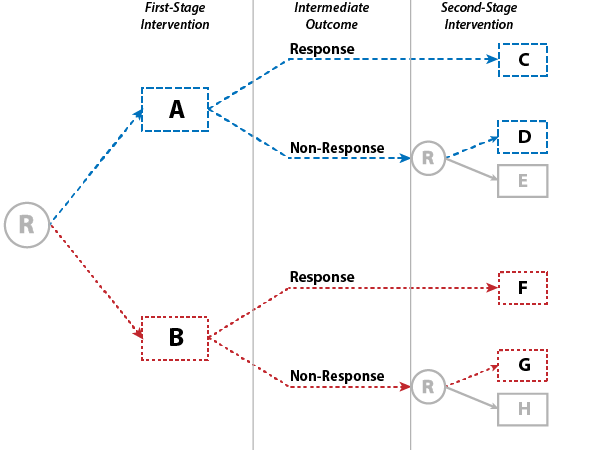 First-Stage
Intervention
Intermediate
Outcome
Second-Stage
Intervention
Response
C
A
D
Non-Response
R
E
R
Response
F
B
G
Non-Response
R
H